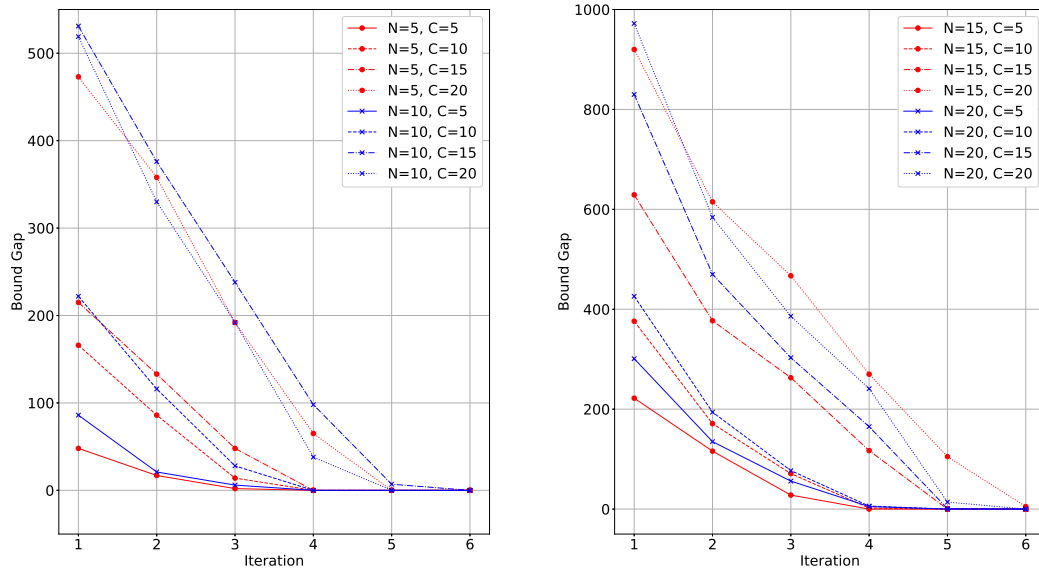 500
400
300
200
100
0
Bound Gap
1 2 3 4 5 6
Iteration
N=5, C=5
N=5, C=10
N=5, C=15
N=5, C=20
N=10, C=5
N=10, C=10
N=10, C=15
N=10, C=20
1000
800
600
400
200
0
Bound Gap
1 2 3 4 5 6
Iteration
N=15, C=5
N=15, C=10
N=15, C=15
N=15, C=20
N=20, C=5
N=20, C=10
N=20, C=15
N=20, C=20